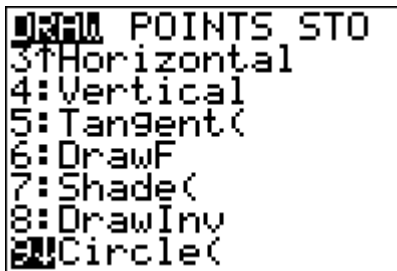 DRAW POINTS STO
3↑Horizontal
4:Vertical
5:Tangent(
6:DrawF
7:Shade(
8:DrawInv
9↓Circle(